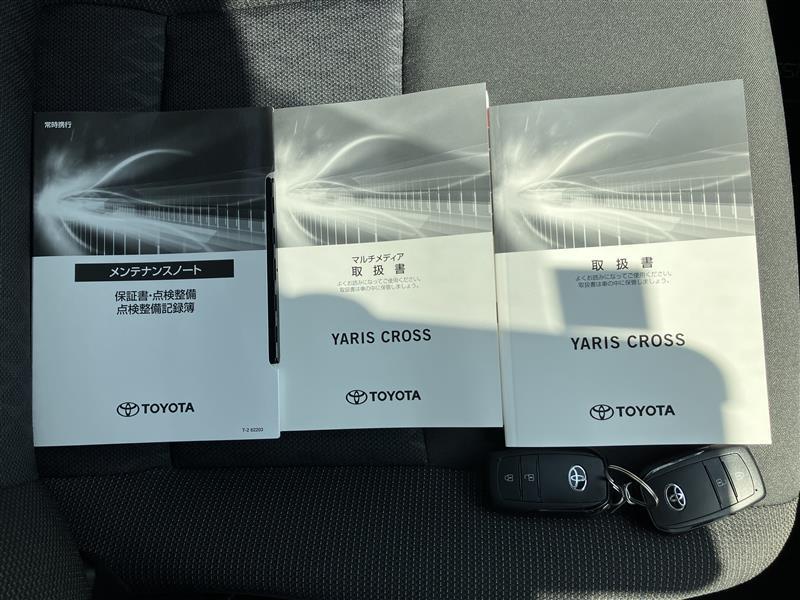 常時携行
メンテナンスノート
保証書・点検整備
点検整備記録簿
TOYOTA
T-2 62203
マルチメディア
取扱書
よくお読みになってご使用ください。
取扱書は車の中に保管しましょう。
YARIS CROSS
TOYOTA
取扱書
よくお読みになってご使用ください。
取扱書は車の中に保管しましょう。
YARIS CROSS
TOYOTA